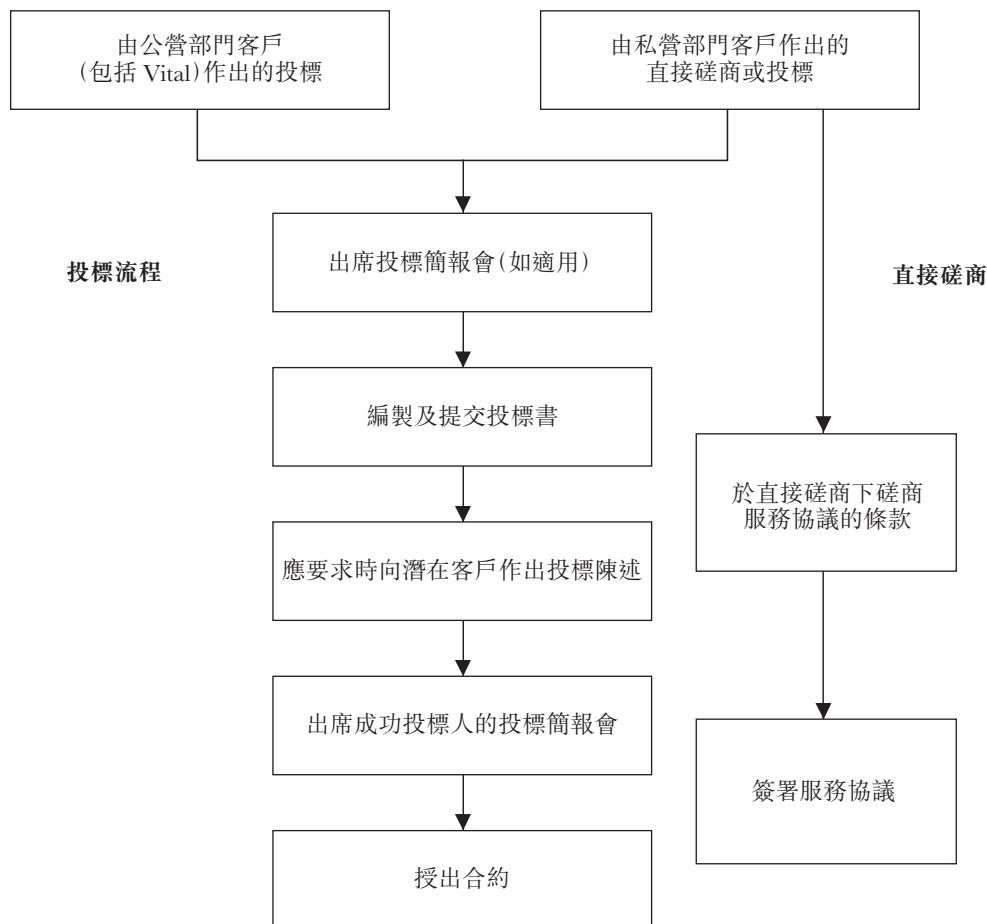 由公營部門客戶
(包括 Vital)作出的投標
由私營部門客戶作出的
直接磋商或投標
投標流程
直接磋商
出席投標簡報會(如適用)
編製及提交投標書
應要求時向潛在客戶作出投標陳述
出席成功投標人的投標簡報會
授出合約
於直接磋商下磋商
服務協議的條款
簽署服務協議